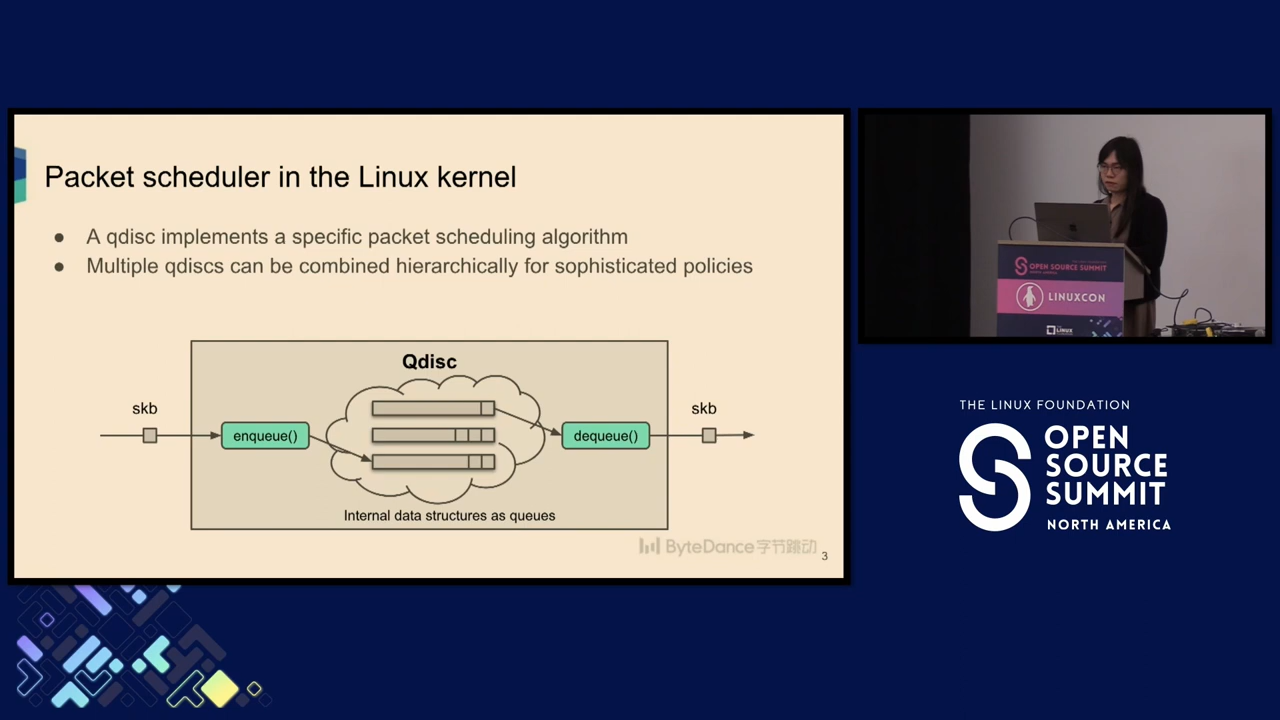 Packet scheduler in the Linux kernel
● A qdisc implements a specific packet scheduling algorithm
● Multiple qdiscs can be combined hierarchically for sophisticated policies
Qdisc
skb
enqueue()
dequeue()
skb
Internal data structures as queues
ByteDance字节跳动
3
OPEN SOURCE SUMMIT
LINUXCON
LINUX
THE LINUX FOUNDATION
OPEN
SOURCE
SUMMIT
NORTH AMERICA